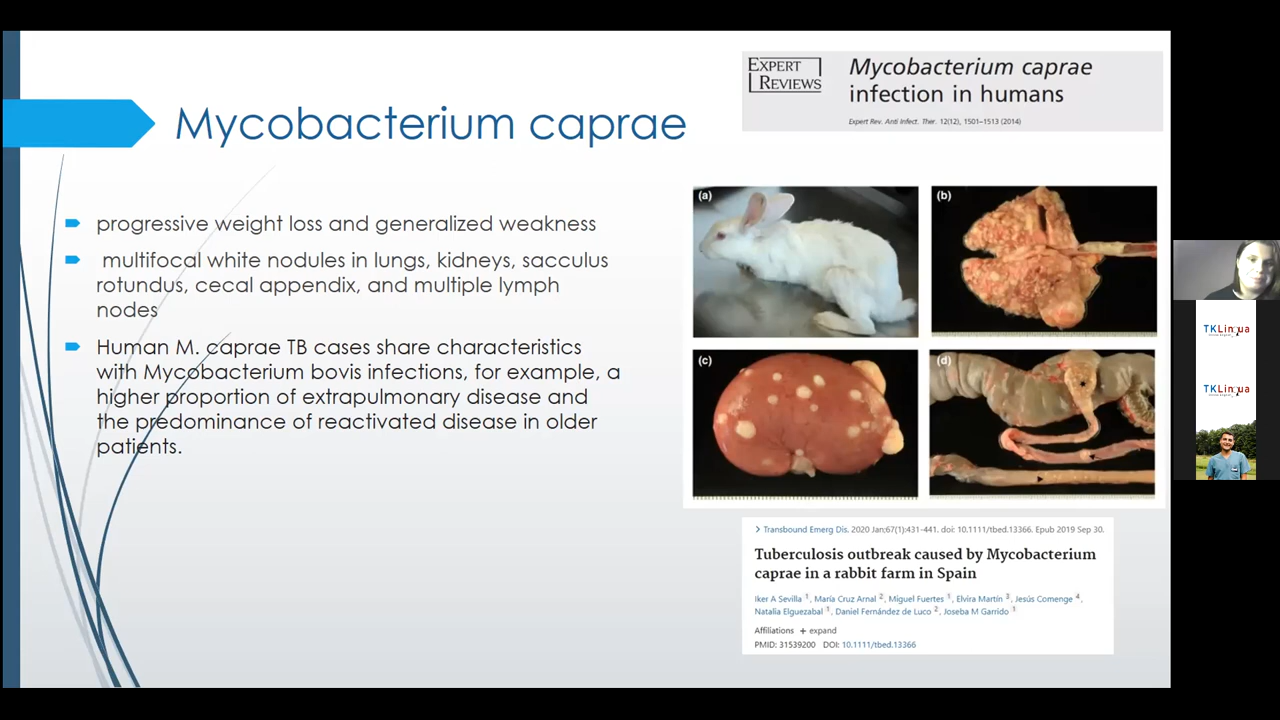 Mycobacterium caprae
progressive weight loss and generalized weakness
multifocal white nodules in lungs, kidneys, sacculus
rotundus, cecal appendix, and multiple lymph
nodes
Human M. caprae TB cases share characteristics
with Mycobacterium bovis infections, for example, a
higher proportion of extrapulmonary disease and
the predominance of reactivated disease in older
patients.
EXPERT
REVIEWS
Mycobacterium caprae
infection in humans
Expert Rev. Anti Infect. Ther. 12(12), 1501–1513 (2014)
(a)
(b)
(c)
(d)
> Transbound Emerg Dis. 2020 Jan;67(1):431-441. doi: 10.1111/tbed.13366. Epub 2019 Sep 30.
Tuberculosis outbreak caused by Mycobacterium
caprae in a rabbit farm in Spain
Iker A Sevilla 1, María Cruz Arnal 2, Miguel Fuertes 1, Elvira Martín 3, Jesús Comenge 4,
Natalia Elguezabal 1, Daniel Fernández de Luco 2, Joseba M Garrido 1
Affiliations + expand
PMID: 31539200 DOI: 10.1111/tbed.13366
TKLingua
TKLingua